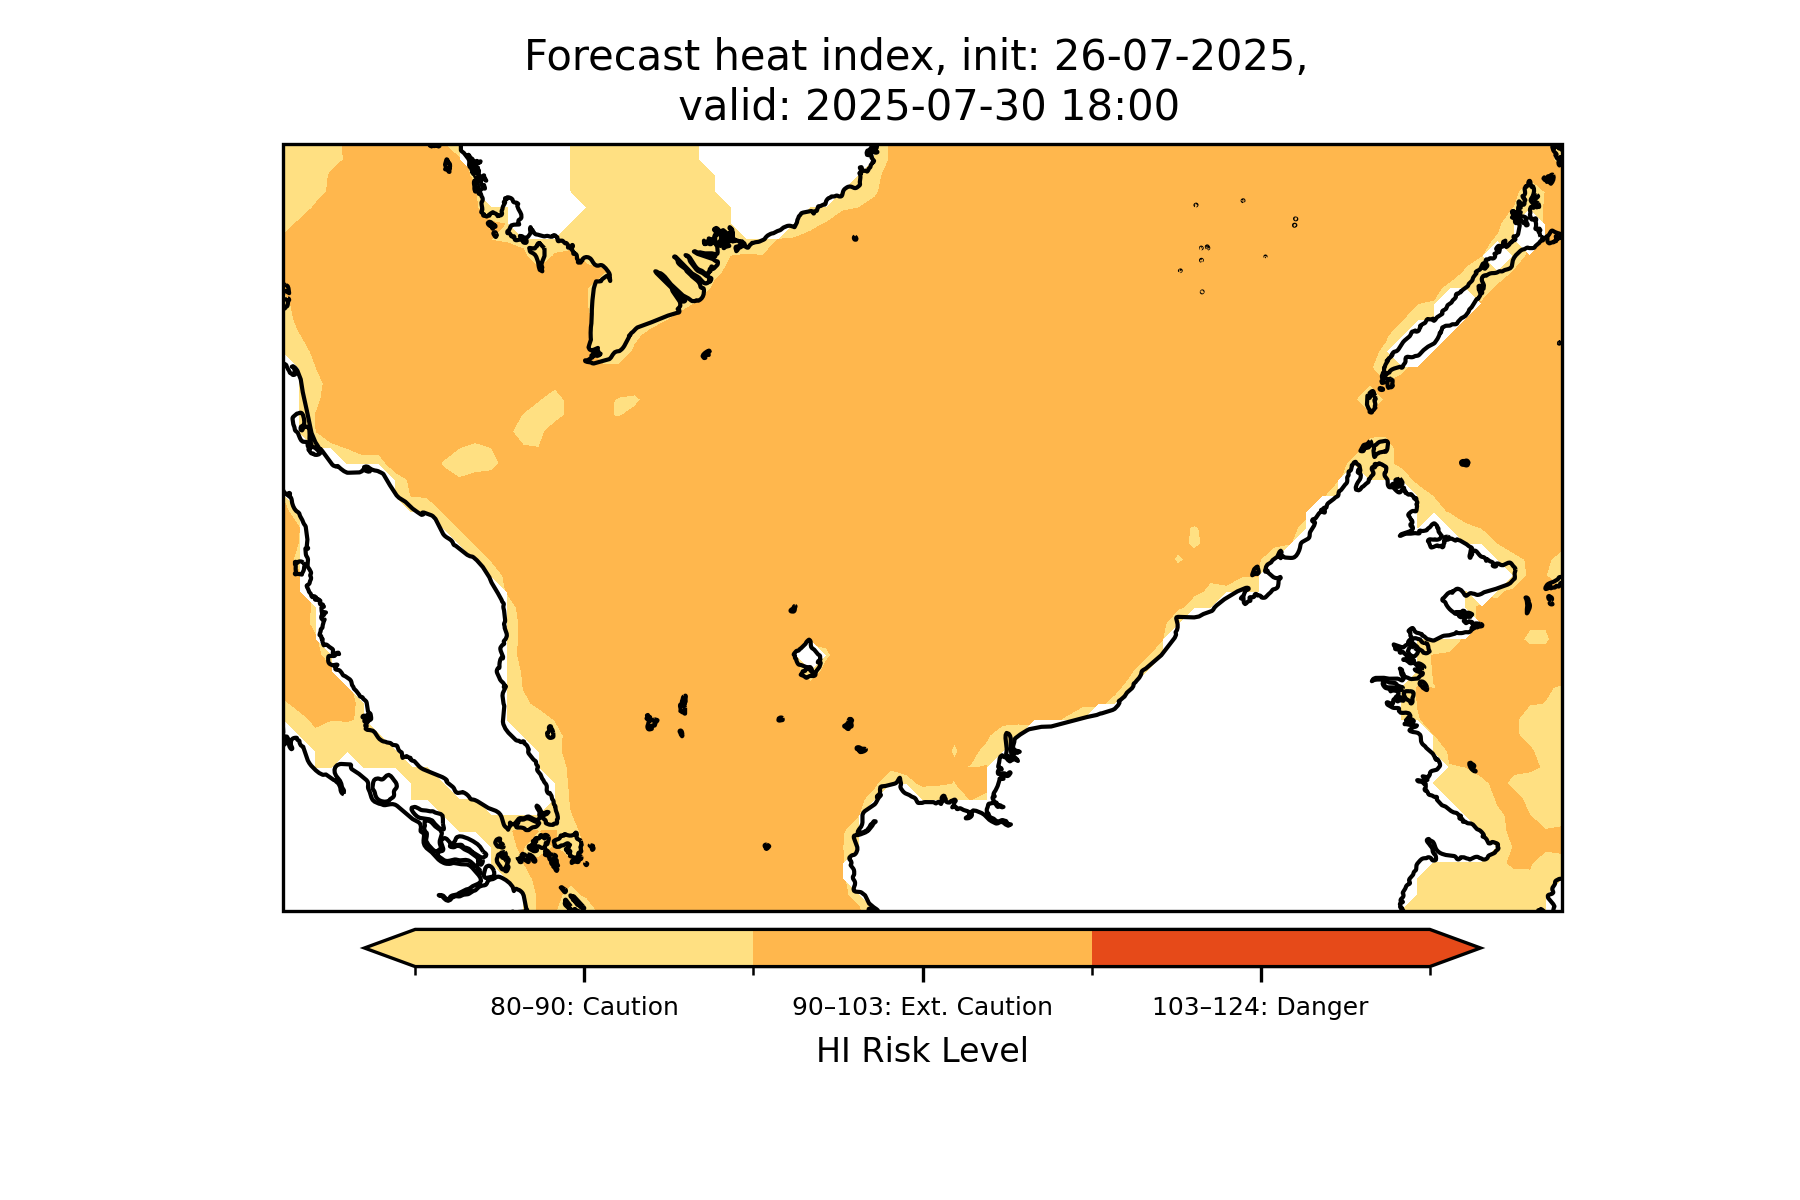 Forecast heat index, init: 26-07-2025,
valid: 2025-07-30 18:00
80–90: Caution
90–103: Ext. Caution
103–124: Danger
HI Risk Level